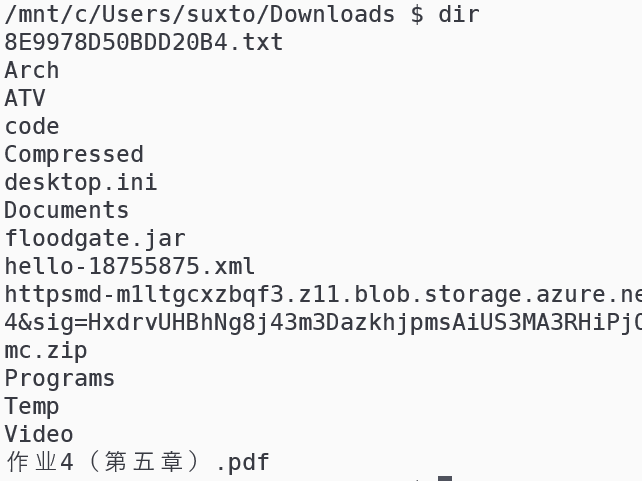 /mnt/c/Users/suxto/Downloads $ dir
8E9978D50BDD20B4.txt
Arch
ATV
code
Compressed
desktop.ini
Documents
floodgate.jar
hello-18755875.xml
httpsmd-m1ltgcxzbqf3.z11.blob.storage.azure.ne
4&sig=HxdrvUHBhNg8j43m3DazkhjpmsAiUS3MA3RHiPjO
mc.zip
Programs
Temp
Video
作业4（第五章）.pdf